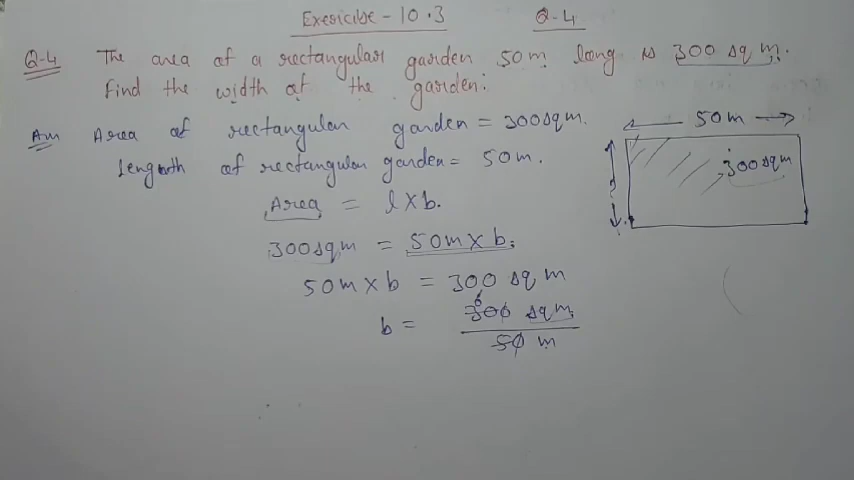 Exercise - 10.3 Q-4
Q-4 The area of a rectangular garden 50m long is 300 sq m.
Find the width of the garden.
Ans Area of rectangular garden = 300sqm.
length of rectangular garden = 50m.
Area = l×b.
300sqm = 50m×b.
50m×b = 300 sq m
6
b = 300 sqm
50 m
50m
300sqm
?